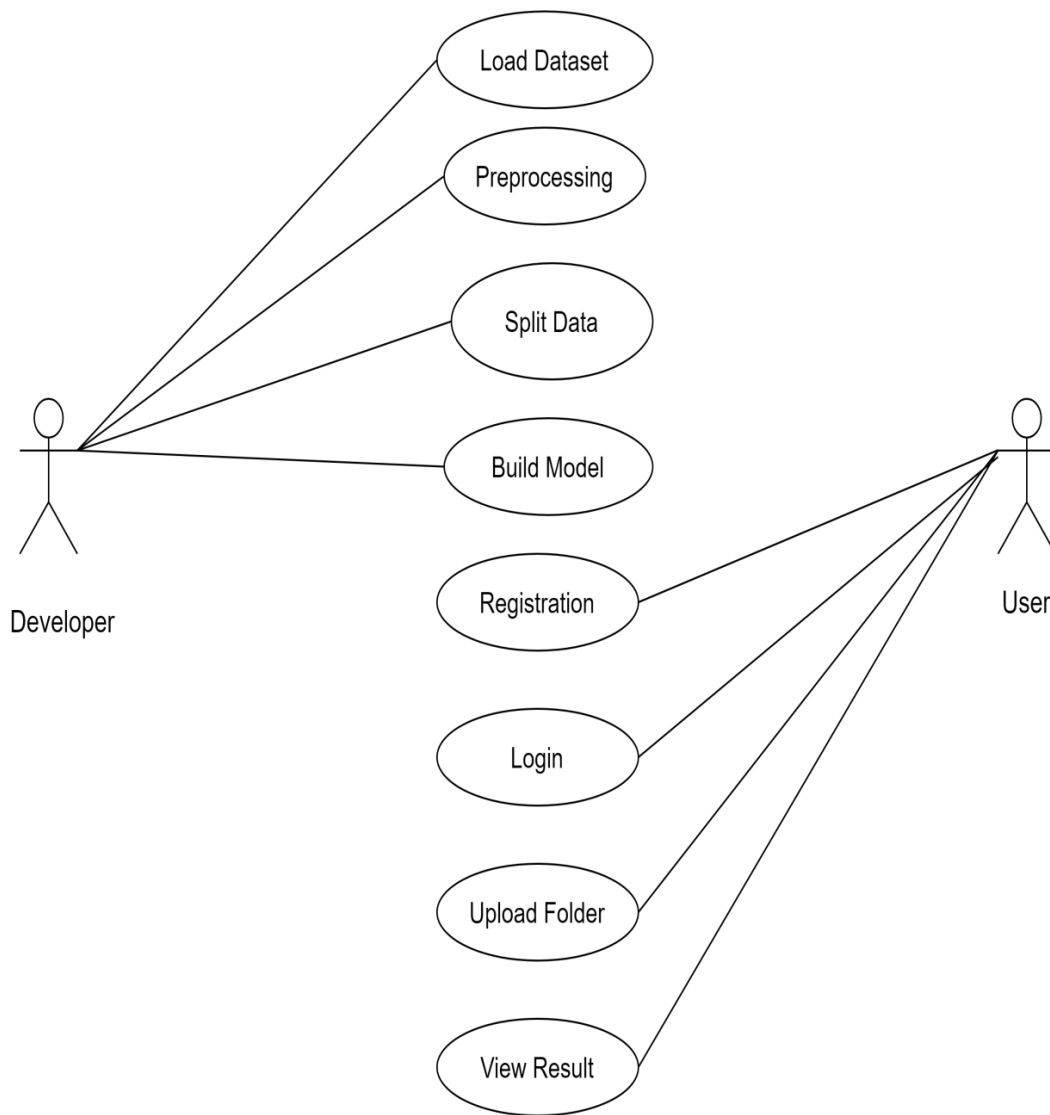 Load Dataset
Preprocessing
Split Data
Build Model
Registration
Developer
User
Login
Upload Folder
View Result